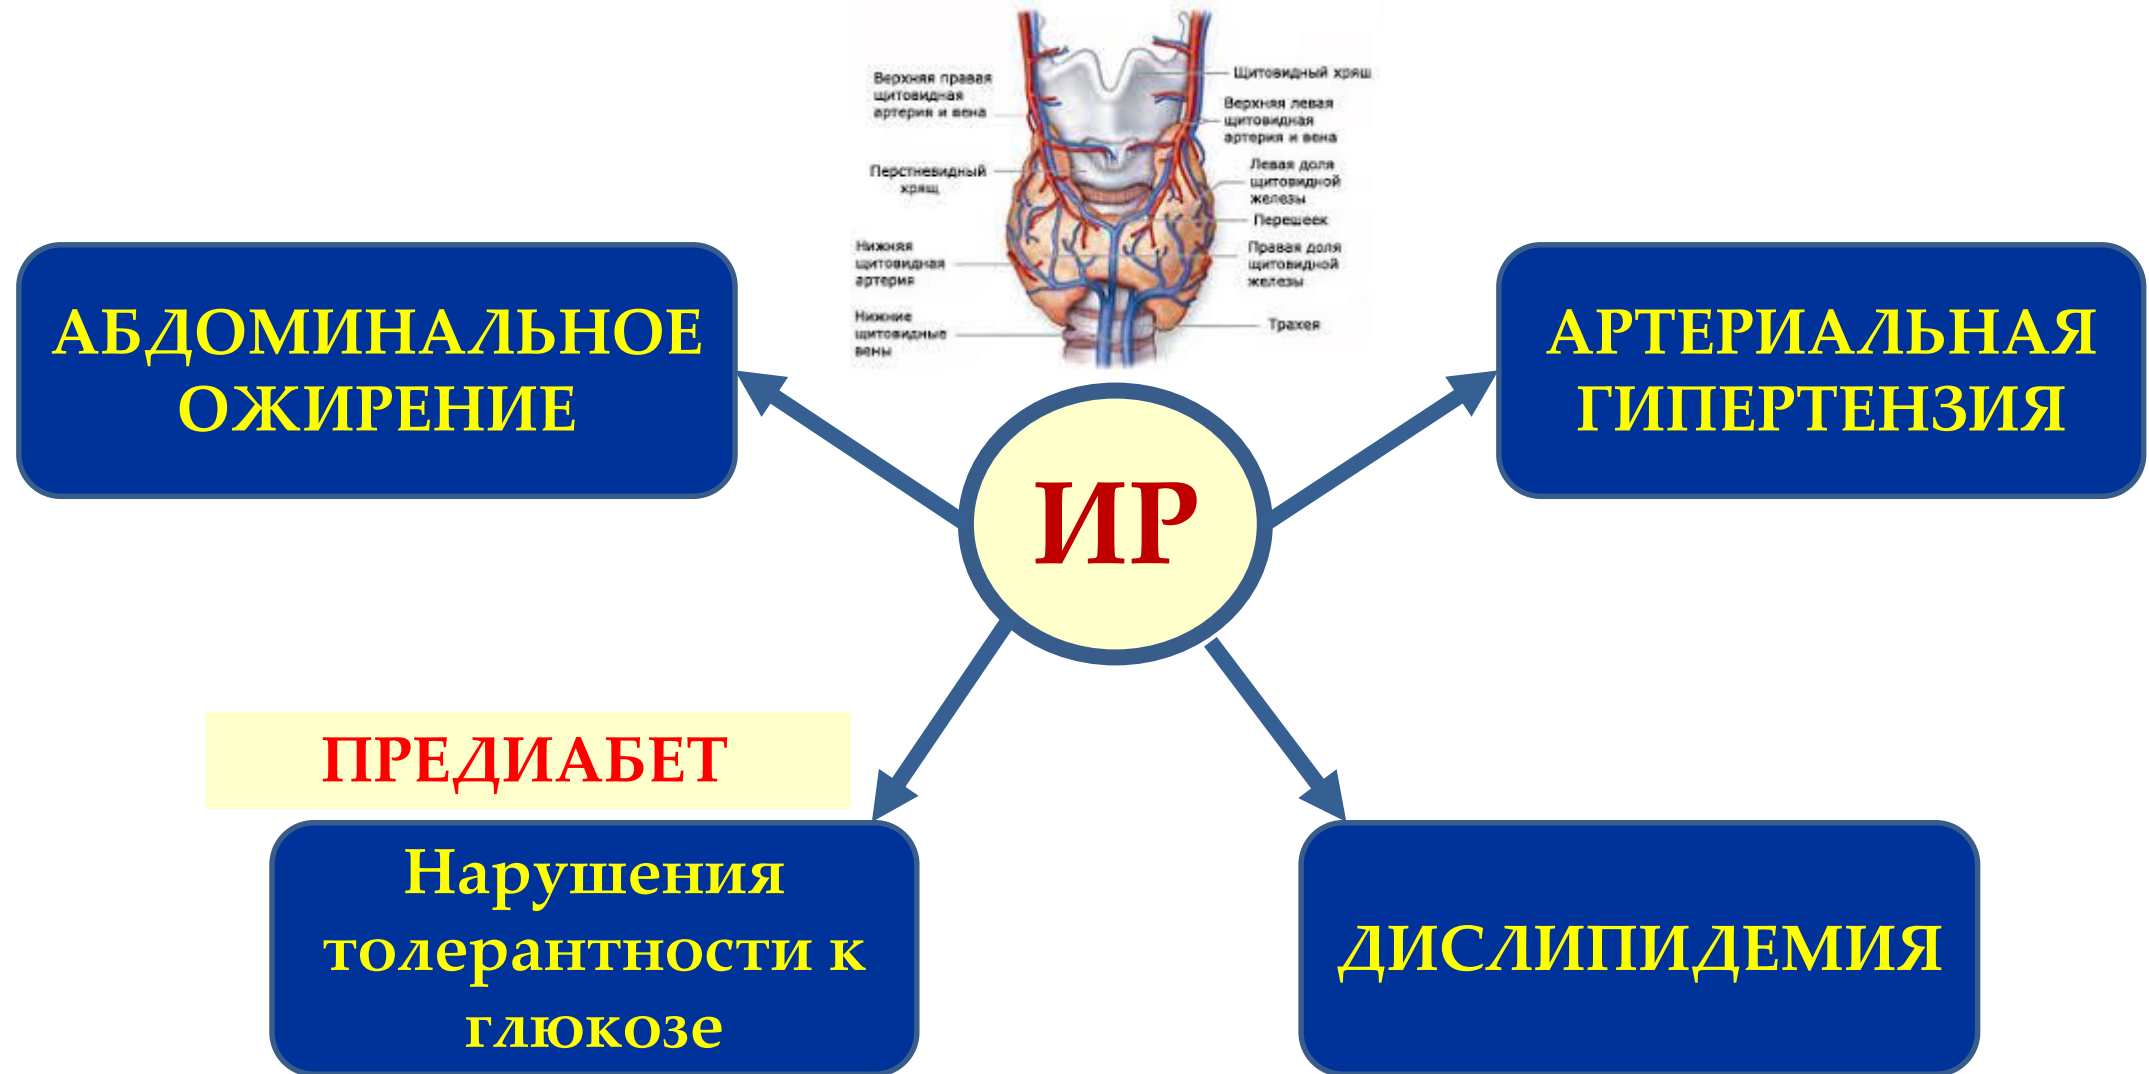 Верхняя правая
щитовидная
артерия и вена
Перстневидный
хрящ
Нижняя
щитовидная
артерия
Нижние
щитовидные
вены
Щитовидный хрящ
Верхняя левая
щитовидная
артерия и вена
Левая доля
щитовидной
железы
Перешеек
Правая доля
щитовидной
железы
Трахея
АБДОМИНАЛЬНОЕ
ОЖИРЕНИЕ
АРТЕРИАЛЬНАЯ
ГИПЕРТЕНЗИЯ
ИР
ПРЕДИАБЕТ
Нарушения
толерантности к
глюкозе
ДИСЛИПИДЕМИЯ